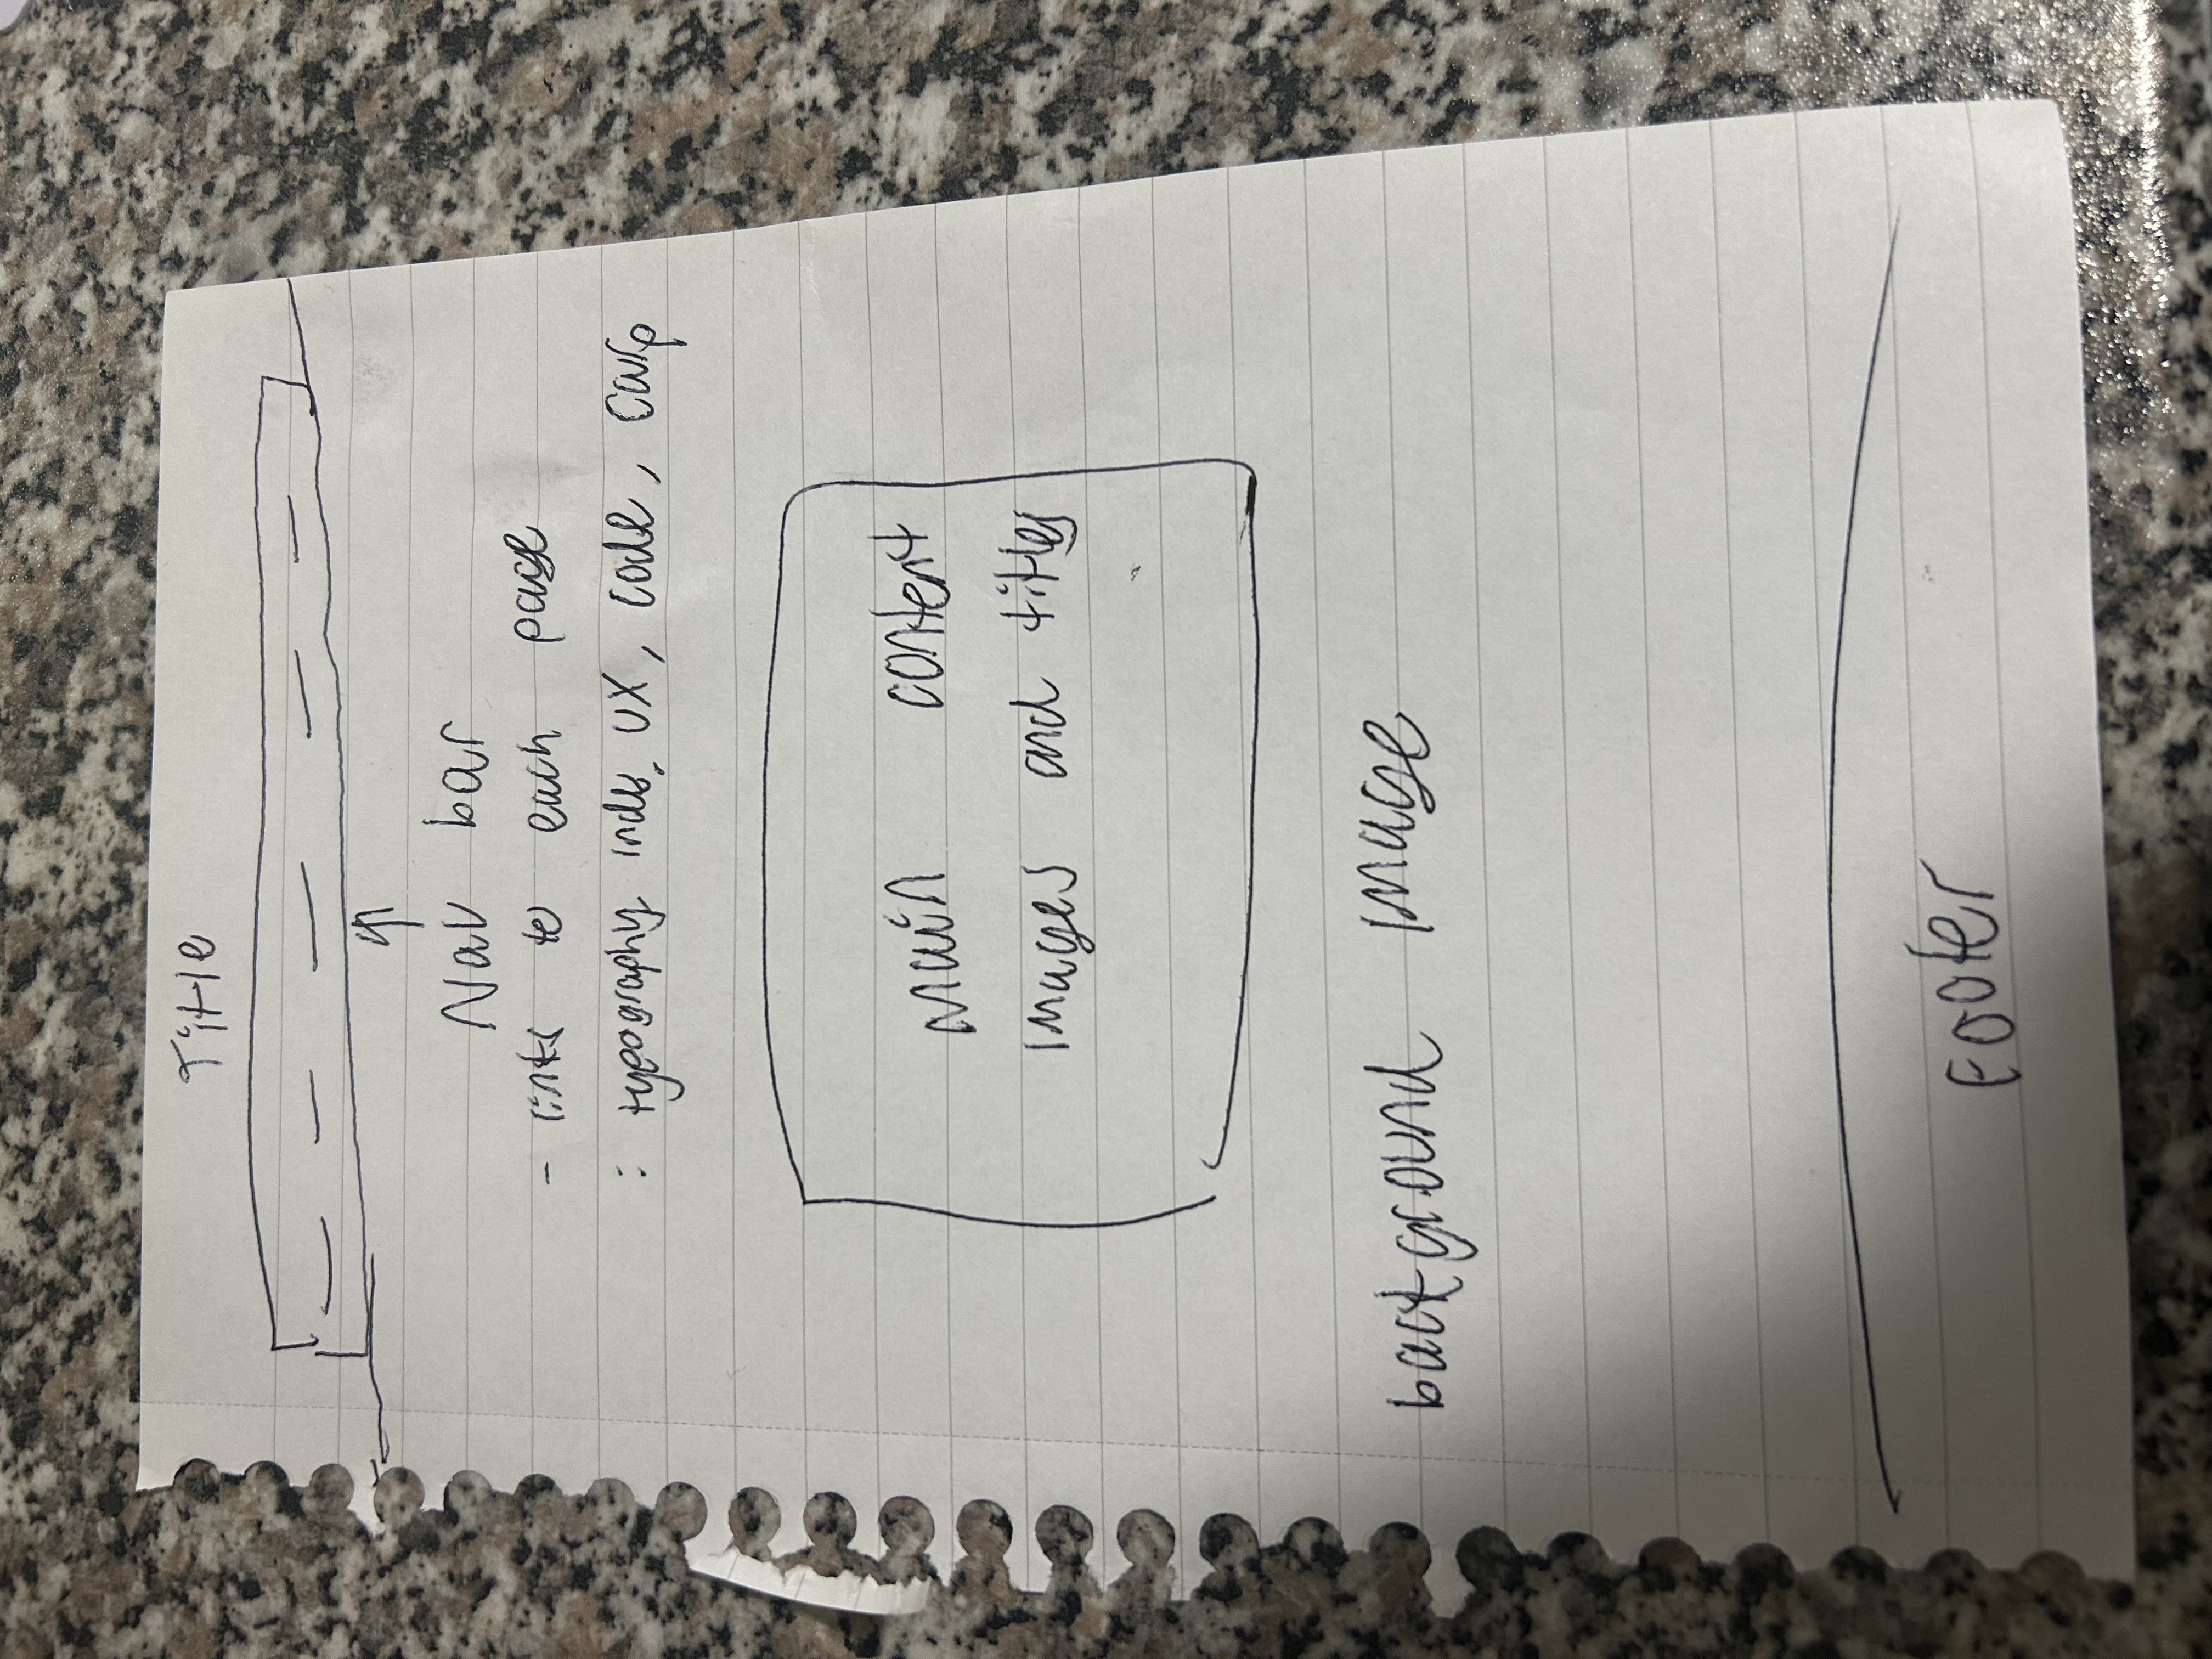 Title
Nav bar
- links to each page
: typography, UX, code, Carp
Main content
images and titles
background image
Footer